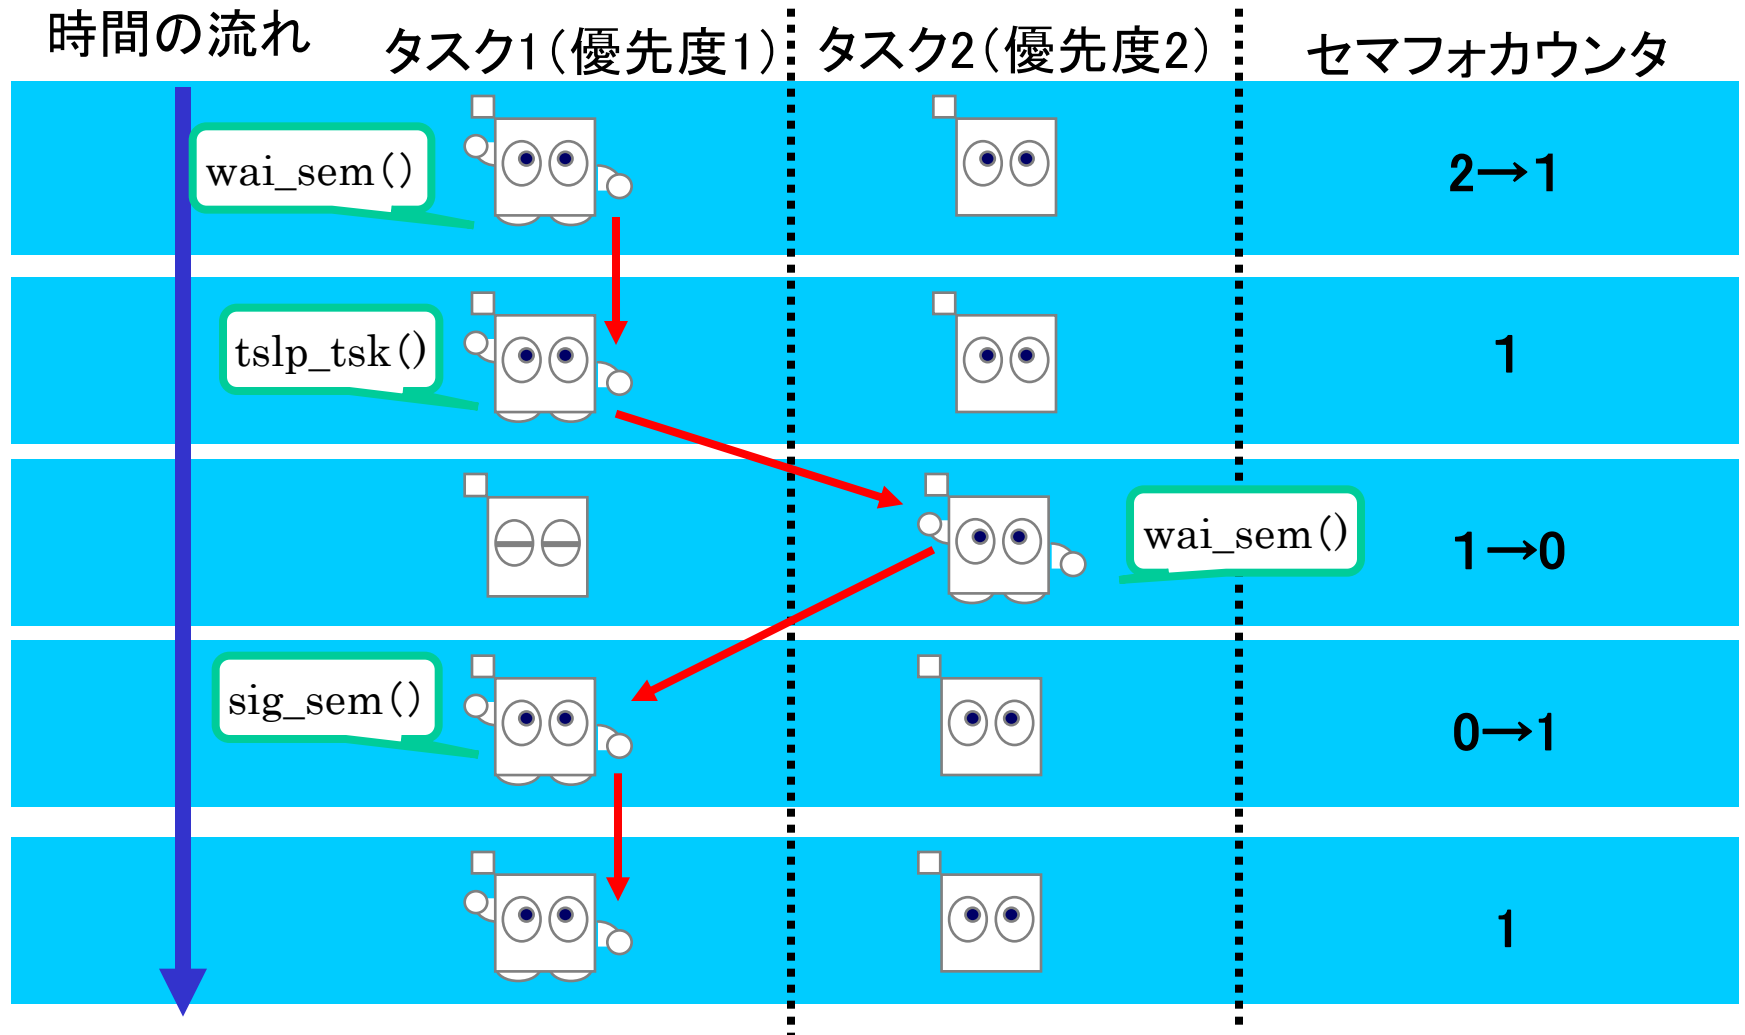 時間の流れ
タスク1(優先度1)
タスク2(優先度2)
セマフォカウンタ
wai_sem()
2→1
tslp_tsk()
1
wai_sem()
1→0
sig_sem()
0→1
1